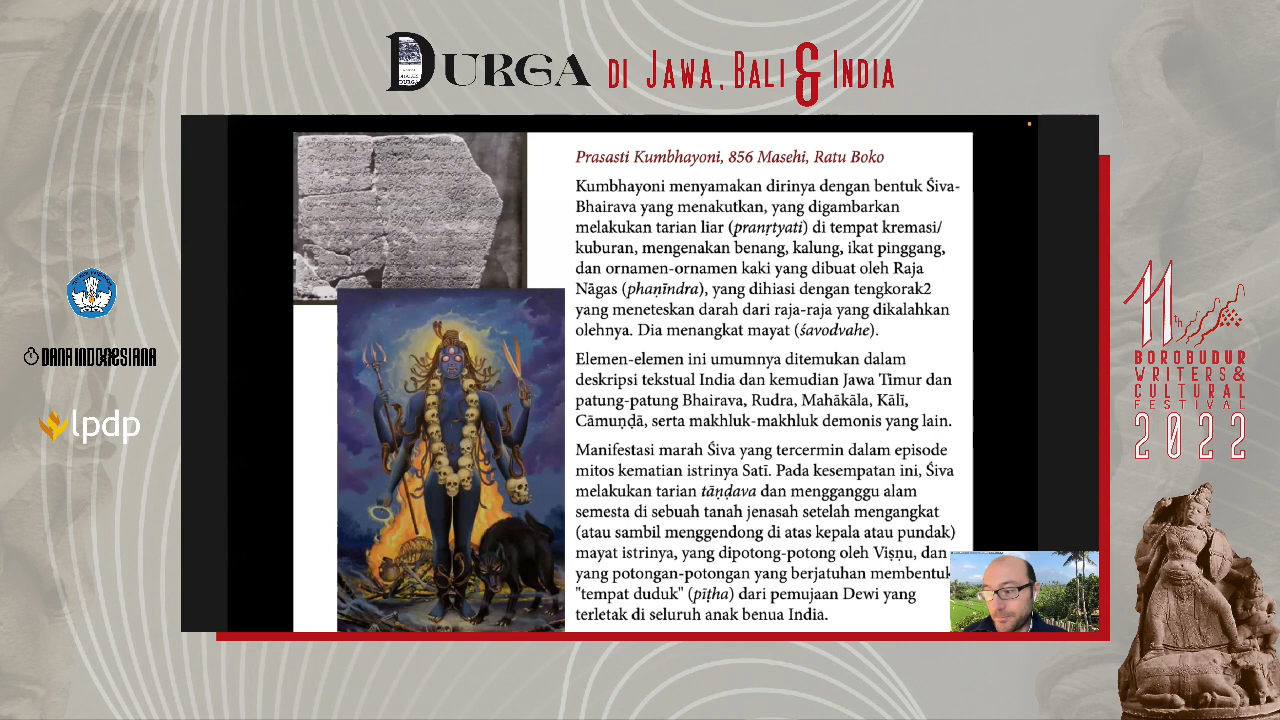 DURGA DI JAWA, BALI & INDIA
Prasasti Kumbhayoni, 856 Masehi, Ratu Boko
Kumbhayoni menyamakan dirinya dengan bentuk Śiva-
Bhairava yang menakutkan, yang digambarkan
melakukan tarian liar (pranṛtyati) di tempat kremasi/
kuburan, mengenakan benang, kalung, ikat pinggang,
dan ornamen-ornamen kaki yang dibuat oleh Raja
Nāgas (phaṇīndra), yang dihiasi dengan tengkorak2
yang meneteskan darah dari raja-raja yang dikalahkan
olehnya. Dia menangkat mayat (śavodvahe).
Elemen-elemen ini umumnya ditemukan dalam
deskripsi tekstual India dan kemudian Jawa Timur dan
patung-patung Bhairava, Rudra, Mahākāla, Kālī,
Cāmuṇḍā, serta makhluk-makhluk demonis yang lain.
Manifestasi marah Śiva yang tercermin dalam episode
mitos kematian istrinya Satī. Pada kesempatan ini, Śiva
melakukan tarian tāṇḍava dan mengganggu alam
semesta di sebuah tanah jenasah setelah mengangkat
(atau sambil menggendong di atas kepala atau pundak)
mayat istrinya, yang dipotong-potong oleh Viṣṇu, dan
yang potongan-potongan yang berjatuhan membentuk
"tempat duduk" (pīṭha) dari pemujaan Dewi yang
terletak di seluruh anak benua India.
DANA INDONESIANA
lpdp
11th
BOROBUDUR
WRITERS &
CULTURAL
FESTIVAL
2022